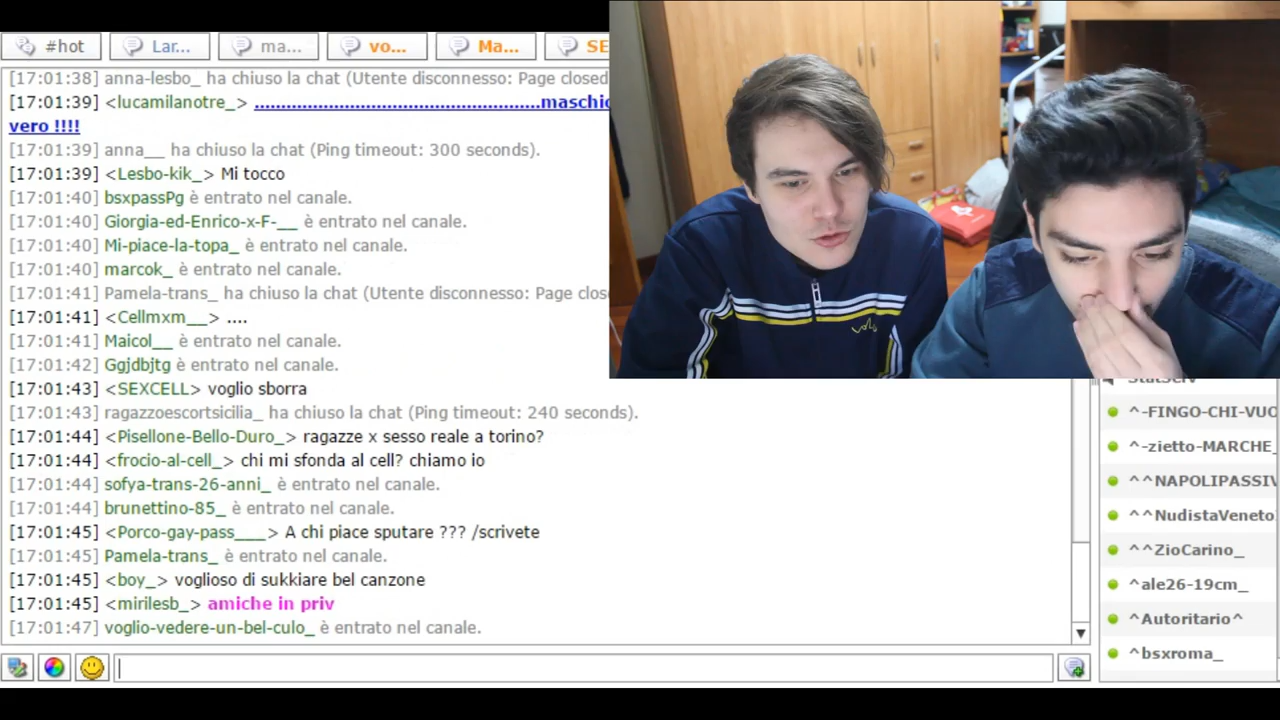 #hot Lar... ma... vo... Ma... SE
[17:01:38] anna-lesbo_ ha chiuso la chat (Utente disconnesso: Page closed
[17:01:39] <lucamilanotre_> .......................................................maschio
vero !!!!
[17:01:39] anna__ ha chiuso la chat (Ping timeout: 300 seconds).
[17:01:39] <Lesbo-kik_> Mi tocco
[17:01:40] bsxpassPg è entrato nel canale.
[17:01:40] Giorgia-ed-Enrico-x-F-__ è entrato nel canale.
[17:01:40] Mi-piace-la-topa_ è entrato nel canale.
[17:01:40] marcok_ è entrato nel canale.
[17:01:41] Pamela-trans_ ha chiuso la chat (Utente disconnesso: Page close
[17:01:41] <Cellmxm__> ....
[17:01:41] Maicol__ è entrato nel canale.
[17:01:42] Ggjdbjtg è entrato nel canale.
[17:01:43] <SEXCELL> voglio sborra
[17:01:43] ragazzoescortsicilia_ ha chiuso la chat (Ping timeout: 240 seconds).
[17:01:44] <Pisellone-Bello-Duro_> ragazze x sesso reale a torino?
[17:01:44] <frocio-al-cell_> chi mi sfonda al cell? chiamo io
[17:01:44] sofya-trans-26-anni_ è entrato nel canale.
[17:01:44] brunettino-85_ è entrato nel canale.
[17:01:45] <Porco-gay-pass___> A chi piace sputare ??? /scrivete
[17:01:45] Pamela-trans_ è entrato nel canale.
[17:01:45] <boy_> voglioso di sukkiare bel canzone
[17:01:45] <mirilesb_> amiche in priv
[17:01:47] voglio-vedere-un-bel-culo_ è entrato nel canale.
StatServ
^-FINGO-CHI-VUO
^-zietto-MARCHE_
^^NAPOLIPASSIV
^^NudistaVeneto
^^ZioCarino_
^ale26-19cm_
^Autoritario^
^bsxroma_